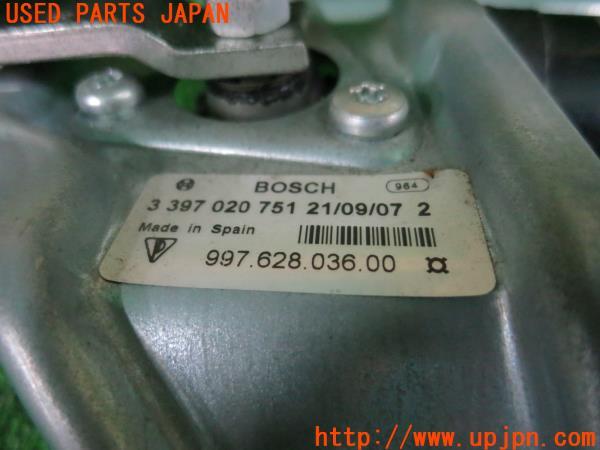 USED PARTS JAPAN
BOSCH 964
3 397 020 751 21/09/07 2
Made in Spain
997.628.036.00
UPJ
http://www.upjpn.com/